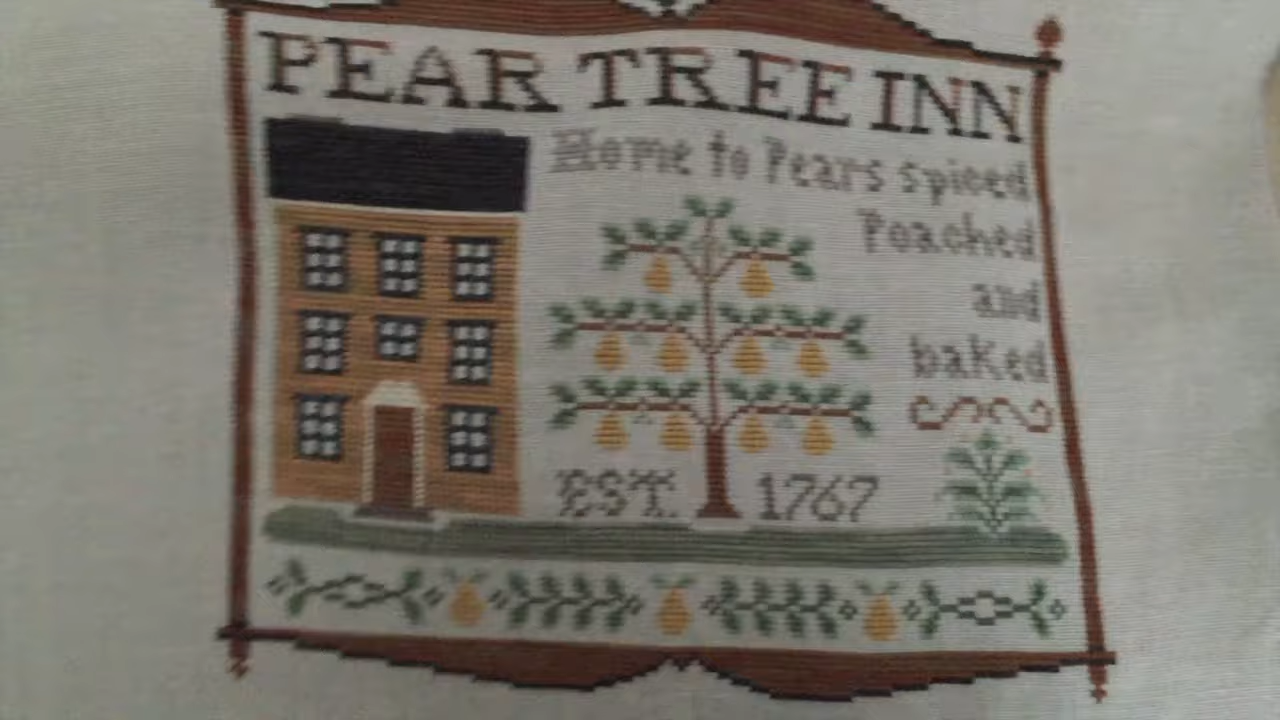 PEAR TREE INN
Home to Pears spiced
Poached
and
baked
EST. 1767